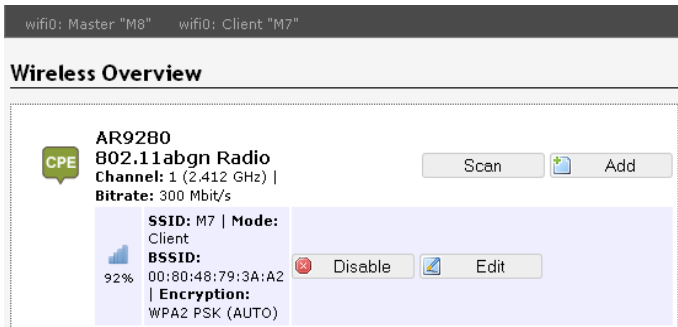 wifi0: Master "M8" wifi0: Client "M7"
Wireless Overview
CPE
AR9280
802.11abgn Radio
Channel: 1 (2.412 GHz) |
Bitrate: 300 Mbit/s
Scan Add
SSID: M7 | Mode:
Client
BSSID:
00:80:48:79:3A:A2
| Encryption:
WPA2 PSK (AUTO)
92%
Disable Edit